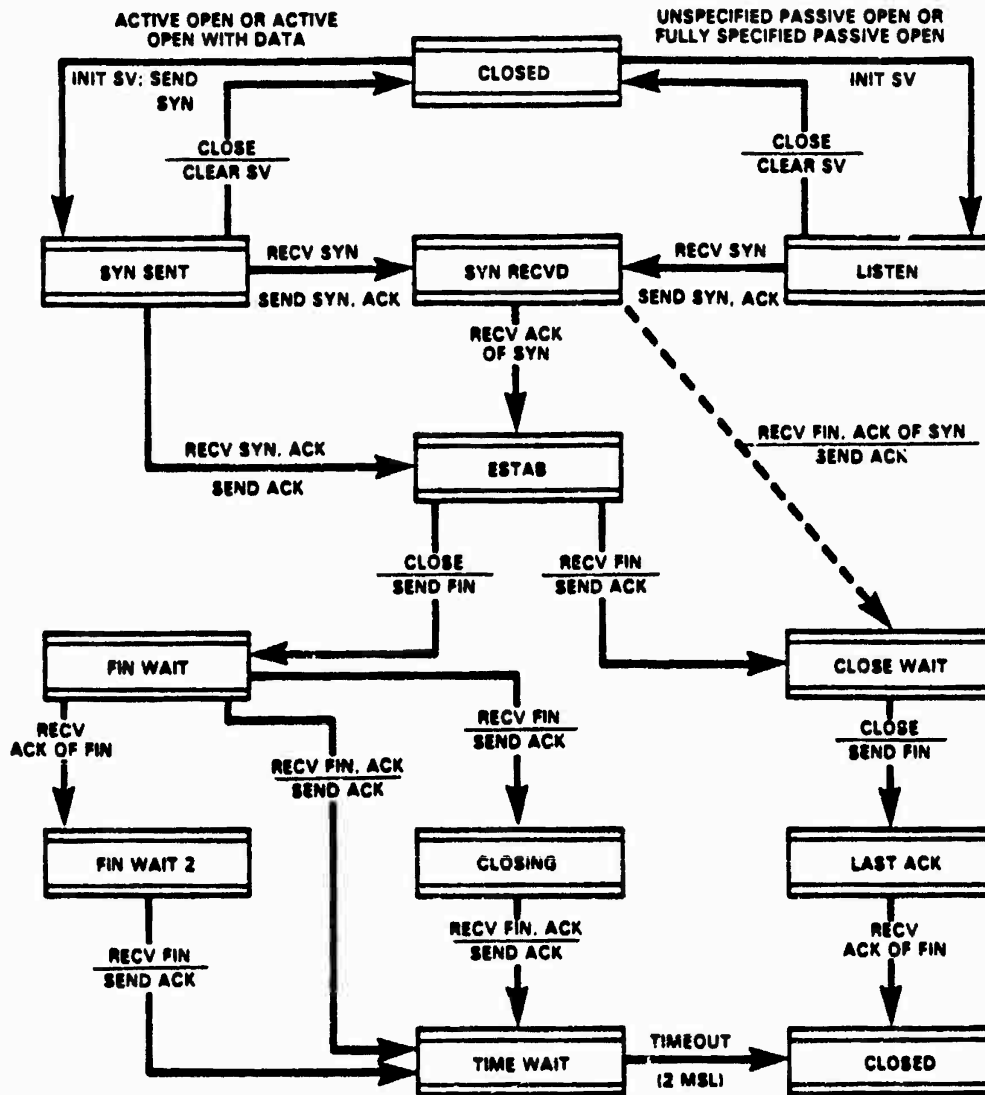 ACTIVE OPEN OR ACTIVE
OPEN WITH DATA
UNSPECIFIED PASSIVE OPEN OR
FULLY SPECIFIED PASSIVE OPEN
CLOSED
INIT SV; SEND
SYN
INIT SV
CLOSE
CLEAR SV
CLOSE
CLEAR SV
SYN SENT
RECV SYN
SEND SYN, ACK
SYN RECVD
RECV SYN
SEND SYN, ACK
LISTEN
RECV ACK
OF SYN
RECV SYN, ACK
SEND ACK
ESTAB
RECV FIN, ACK OF SYN
SEND ACK
CLOSE
SEND FIN
RECV FIN
SEND ACK
FIN WAIT
CLOSE WAIT
RECV
ACK OF FIN
RECV FIN, ACK
SEND ACK
RECV FIN
SEND ACK
CLOSE
SEND FIN
FIN WAIT 2
CLOSING
LAST ACK
RECV FIN
SEND ACK
RECV FIN, ACK
SEND ACK
RECV
ACK OF FIN
TIME WAIT
TIMEOUT
(2 MSL)
CLOSED